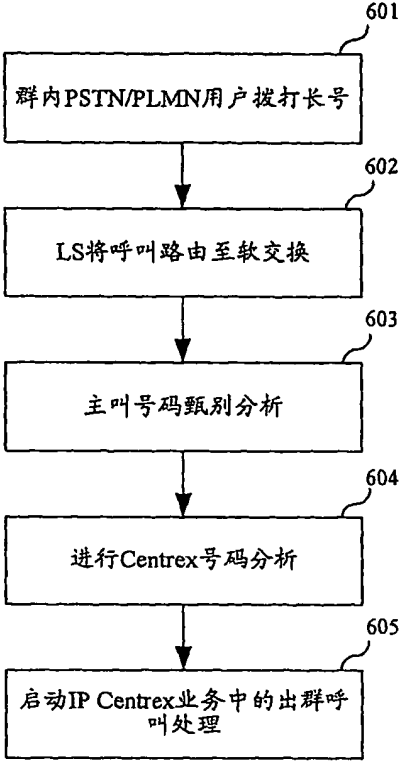 601
群内PSTN/PLMN用户拨打长号
602
LS将呼叫路由至软交换
603
主叫号码甄别分析
604
进行Centrex号码分析
605
启动IP Centrex业务中的出群呼
叫处理